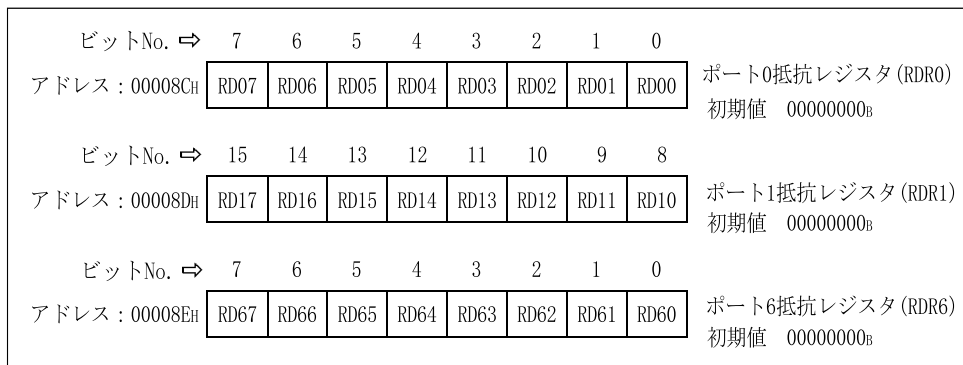 ビットNo. ⇨ 7 6 5 4 3 2 1 0
アドレス：00008CH RD07 RD06 RD05 RD04 RD03 RD02 RD01 RD00 ポート0抵抗レジスタ(RDR0)
初期値 00000000B
ビットNo. ⇨ 15 14 13 12 11 10 9 8
アドレス：00008DH RD17 RD16 RD15 RD14 RD13 RD12 RD11 RD10 ポート1抵抗レジスタ(RDR1)
初期値 00000000B
ビットNo. ⇨ 7 6 5 4 3 2 1 0
アドレス：00008EH RD67 RD66 RD65 RD64 RD63 RD62 RD61 RD60 ポート6抵抗レジスタ(RDR6)
初期値 00000000B